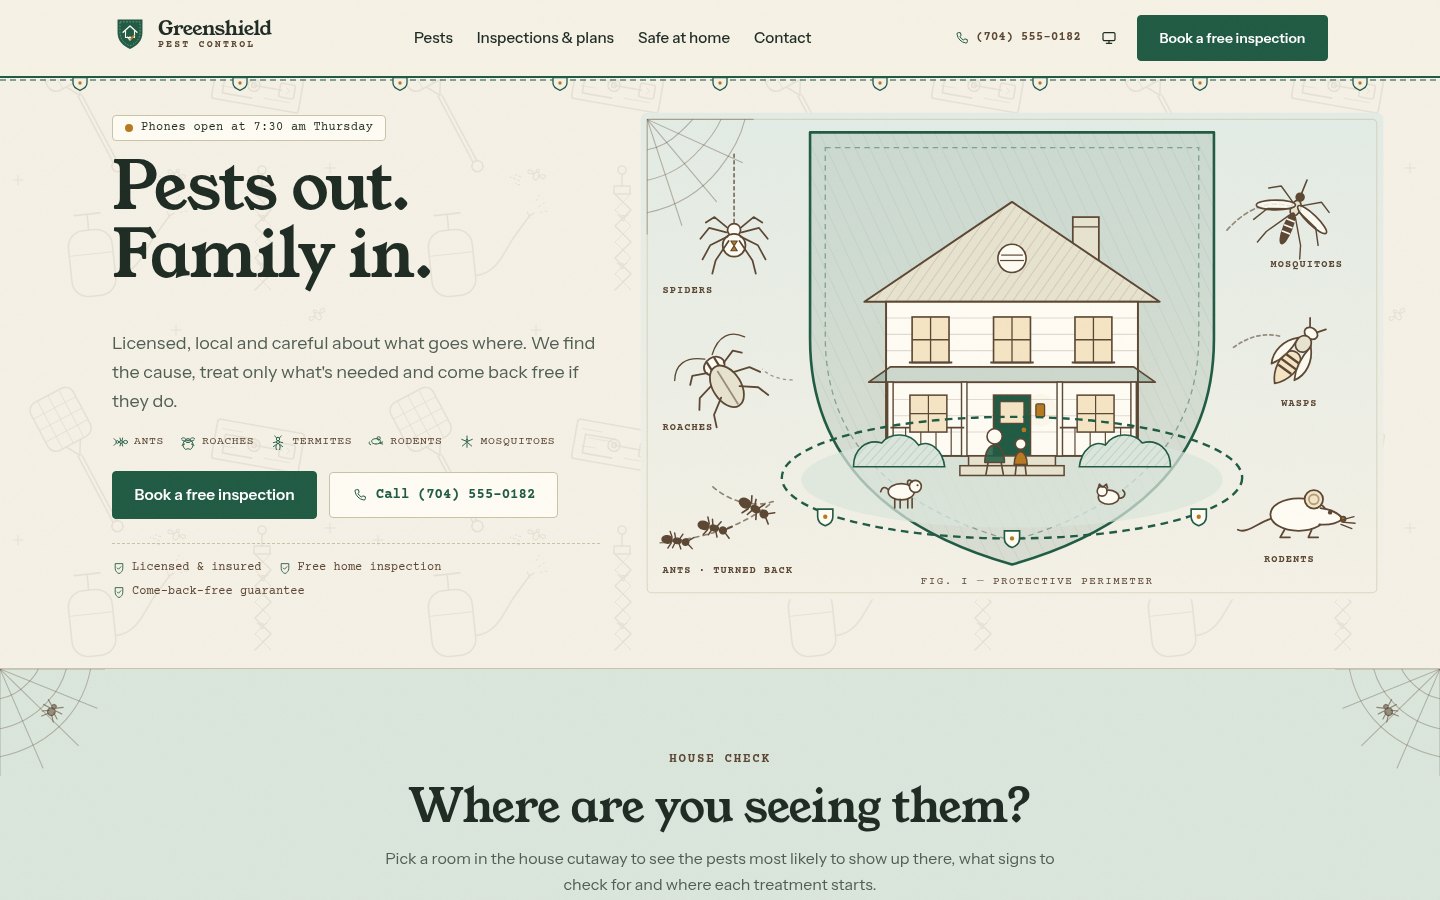 Greenshield
PEST CONTROL
Pests Inspections & plans Safe at home Contact
(704) 555-0182
Book a free inspection
Phones open at 7:30 am Thursday
Pests out.
Family in.
Licensed, local and careful about what goes where. We find
the cause, treat only what's needed and come back free if
they do.
ANTS ROACHES TERMITES RODENTS MOSQUITOES
Book a free inspection
Call (704) 555-0182
Licensed & insured Free home inspection
Come-back-free guarantee
SPIDERS
MOSQUITOES
ROACHES
WASPS
ANTS · TURNED BACK
RODENTS
FIG. I — PROTECTIVE PERIMETER
HOUSE CHECK
Where are you seeing them?
Pick a room in the house cutaway to see the pests most likely to show up there, what signs to
check for and where each treatment starts.